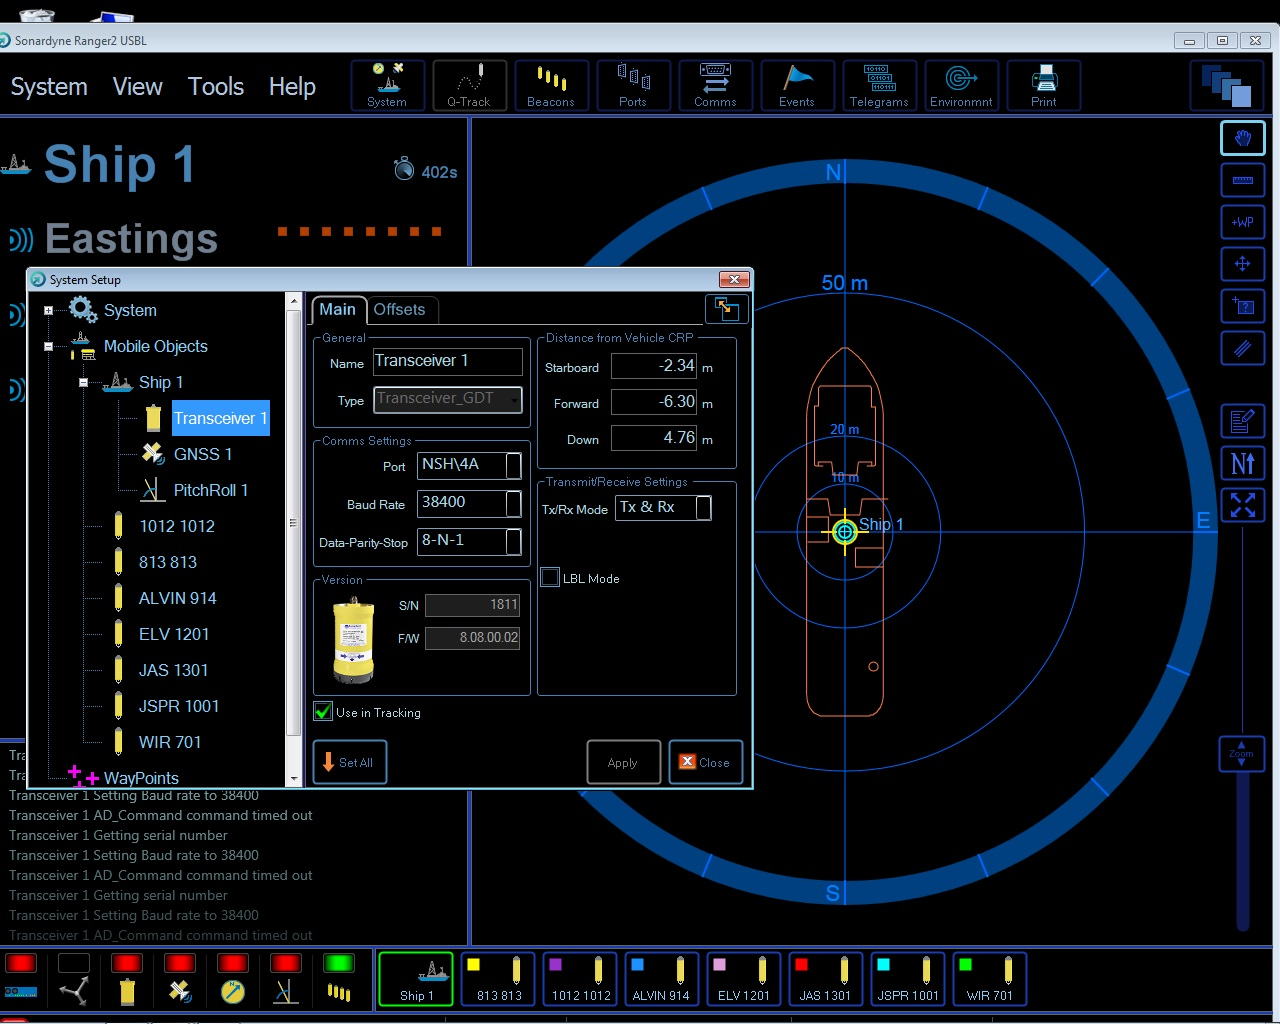 Sonardyne Ranger2 USBL
System View Tools Help
System Q-Track Beacons Ports Comms Events Telegrams Environmnt Print
Ship 1
402s
Eastings
System Setup
System
Mobile Objects
Ship 1
Transceiver 1
GNSS 1
PitchRoll 1
1012 1012
813 813
ALVIN 914
ELV 1201
JAS 1301
JSPR 1001
WIR 701
WayPoints
Main Offsets
General
Name Transceiver 1
Type Transceiver_GDT
Comms Settings
Port NSH\4A
Baud Rate 38400
Data-Parity-Stop 8-N-1
Version
S/N 1811
F/W 8.08.00.02
Use in Tracking
Distance from Vehicle CRP
Starboard -2.34 m
Forward -6.30 m
Down 4.76 m
Transmit/Receive Settings
Tx/Rx Mode Tx & Rx
LBL Mode
Set All Apply Close
N
50 m
20 m
10 m
Ship 1
E
S
+WP
N
Zoom
Transceiver 1 Setting Baud rate to 38400
Transceiver 1 AD_Command command timed out
Transceiver 1 Getting serial number
Transceiver 1 Setting Baud rate to 38400
Transceiver 1 AD_Command command timed out
Transceiver 1 Getting serial number
Transceiver 1 Setting Baud rate to 38400
Transceiver 1 AD_Command command timed out
Ship 1 813 813 1012 1012 ALVIN 914 ELV 1201 JAS 1301 JSPR 1001 WIR 701